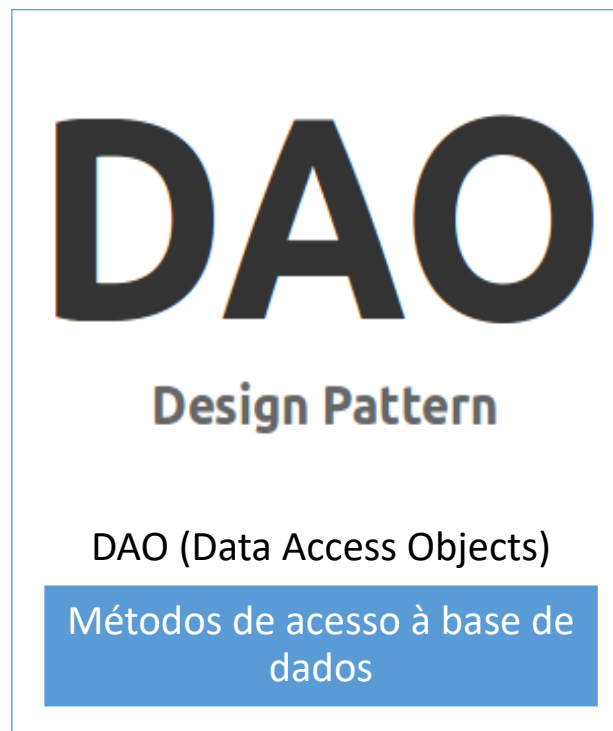 DAO
Design Pattern
DAO (Data Access Objects)
Métodos de acesso à base de
dados